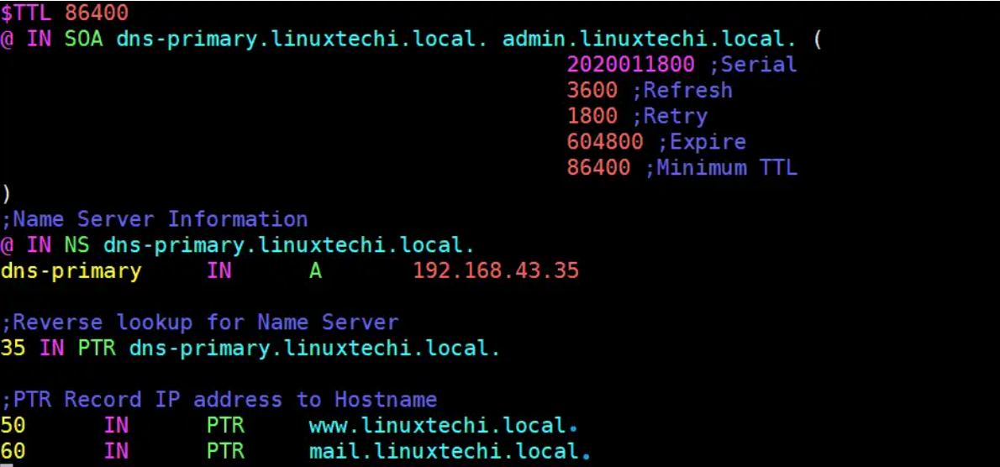 $TTL 86400
@ IN SOA dns-primary.linuxtechi.local. admin.linuxtechi.local. (
2020011800 ;Serial
3600 ;Refresh
1800 ;Retry
604800 ;Expire
86400 ;Minimum TTL
)
;Name Server Information
@ IN NS dns-primary.linuxtechi.local.
dns-primary IN A 192.168.43.35
;Reverse lookup for Name Server
35 IN PTR dns-primary.linuxtechi.local.
;PTR Record IP address to Hostname
50 IN PTR www.linuxtechi.local.
60 IN PTR mail.linuxtechi.local.